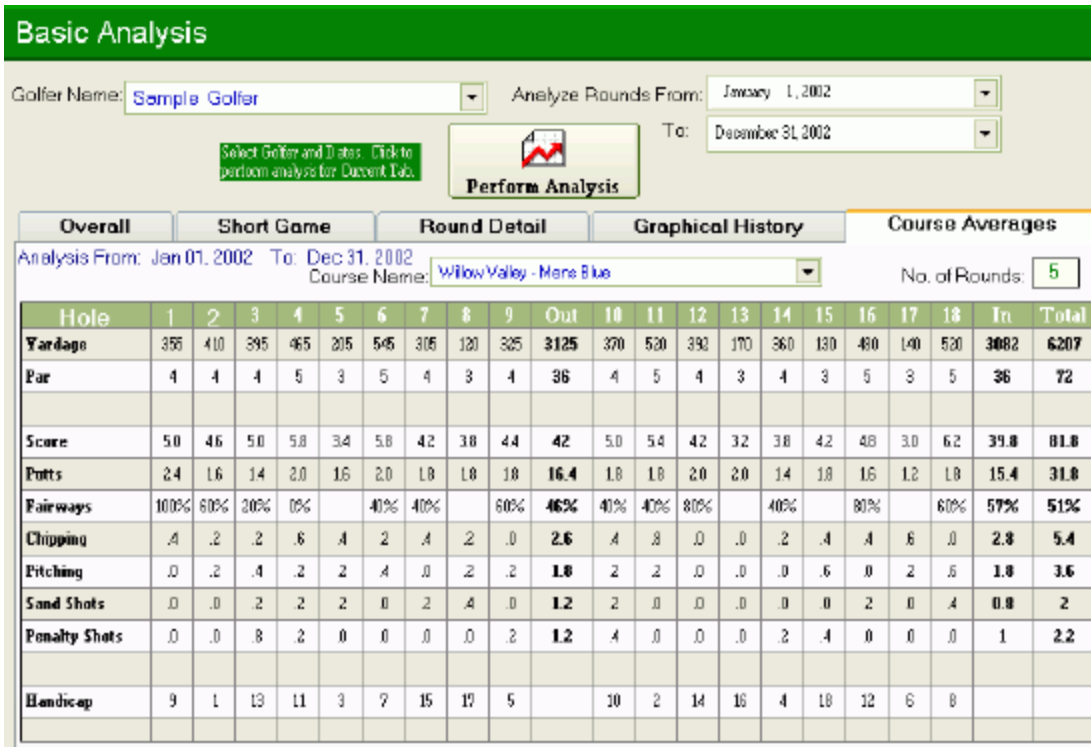 Basic Analysis
Golfer Name: Sample Golfer Analyze Rounds From: January 1, 2002
To: December 31, 2002
Select Golfer and Dates. Click to
perform analysis for Current Tab.
Perform Analysis
Overall Short Game Round Detail Graphical History Course Averages
Analysis From: Jan 01, 2002 To: Dec 31, 2002
Course Name: Willow Valley - Mens Blue No. of Rounds: 5
Hole 1 2 3 4 5 6 7 8 9 Out 10 11 12 13 14 15 16 17 18 In Total
Yardage 355 410 395 465 205 545 305 120 325 3125 370 520 392 170 360 130 480 140 520 3082 6207
Par 4 4 4 5 3 5 4 3 4 36 4 5 4 3 4 3 5 3 5 36 72
Score 5.0 4.6 5.0 5.8 3.4 5.8 4.2 3.8 4.4 42 5.0 5.4 4.2 3.2 3.8 4.2 4.8 3.0 6.2 39.8 81.8
Putts 2.4 1.6 1.4 2.0 1.6 2.0 1.8 1.8 1.8 16.4 1.8 1.8 2.0 2.0 1.4 1.8 1.6 1.2 1.8 15.4 31.8
Fairways 100% 60% 20% 0% 40% 40% 60% 46% 40% 40% 80% 40% 80% 60% 57% 51%
Chipping .4 .2 .2 .6 .4 .2 .4 .2 .0 2.6 .4 .8 .0 .0 .2 .4 .4 .6 .0 2.8 5.4
Pitching .0 .2 .4 .2 .2 .4 .0 .2 .2 1.8 .2 .2 .0 .0 .0 .6 .0 .2 .6 1.8 3.6
Sand Shots .0 .0 .2 .2 .2 .0 .2 .4 .0 1.2 .2 .0 .0 .0 .0 .0 .2 .0 .4 0.8 2
Penalty Shots .0 .0 .8 .2 .0 .0 .0 .0 .2 1.2 .4 .0 .0 .0 .2 .4 .0 .0 .0 1 2.2
Handicap 9 1 13 11 3 7 15 17 5 10 2 14 16 4 18 12 6 8